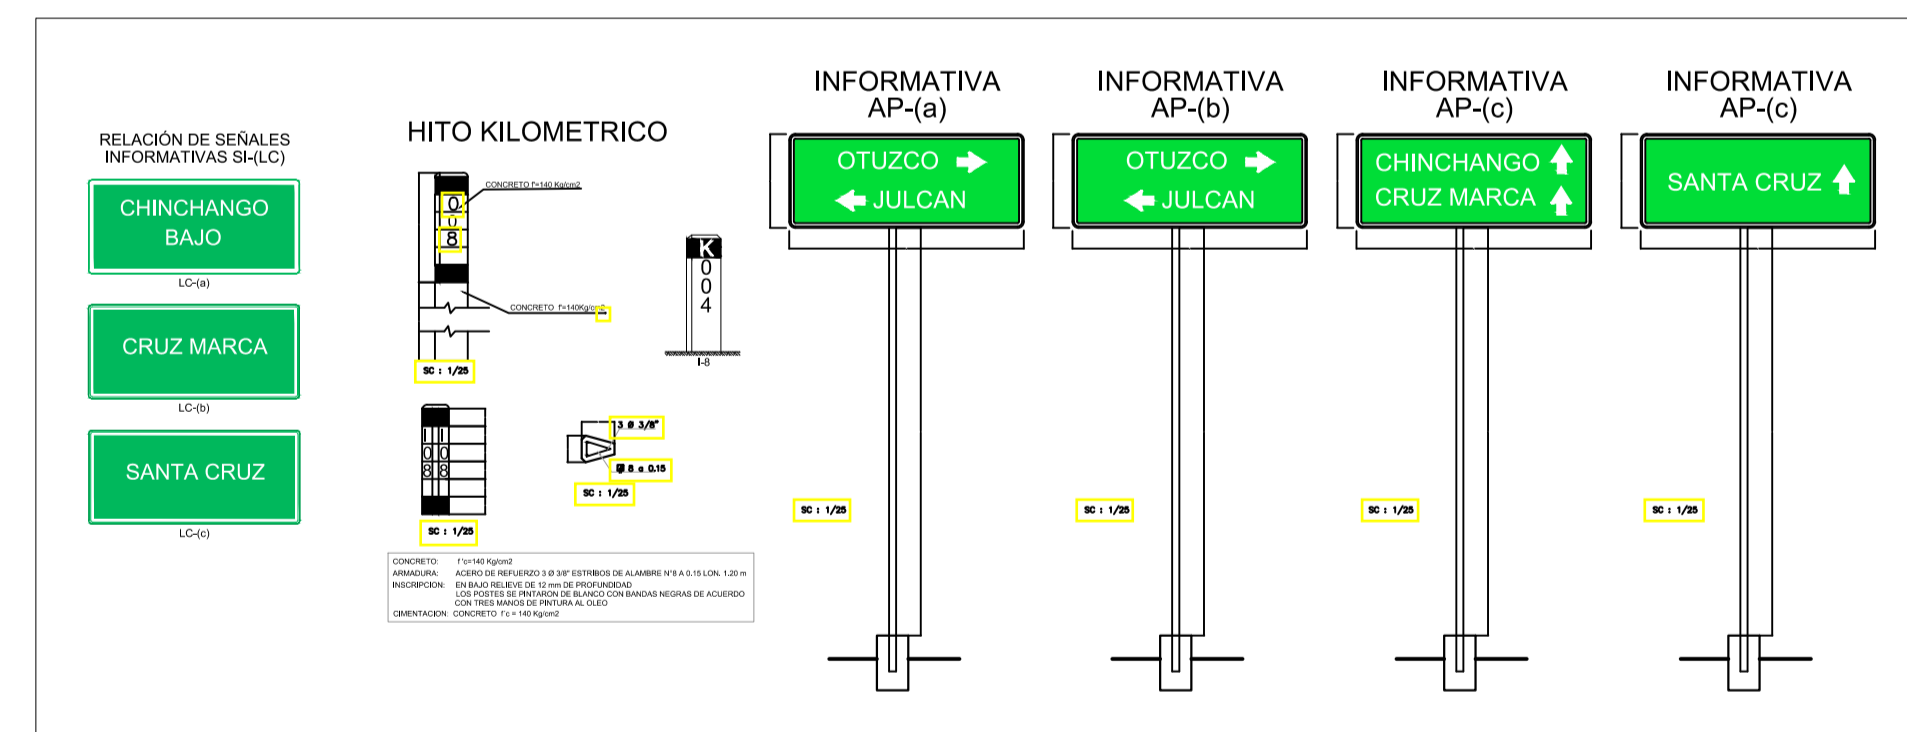 RELACIÓN DE SEÑALES
INFORMATIVAS SI-(LC)
CHINCHANGO
BAJO
LC-(a)
CRUZ MARCA
LC-(b)
SANTA CRUZ
LC-(c)
HITO KILOMETRICO
CONCRETO f'=140 Kg/cm2
0
0
8
CONCRETO f'=140Kg/cm2
SC : 1/25
K
0
0
4
I-8
I I
0 0
8 8
SC : 1/25
3 Ø 3/8"
8 a 0.15
SC : 1/25
CONCRETO: f'c=140 Kg/cm2
ARMADURA: ACERO DE REFUERZO 3 Ø 3/8" ESTRIBOS DE ALAMBRE N°8 A 0.15 LON. 1.20 m
INSCRIPCION: EN BAJO RELIEVE DE 12 mm DE PROFUNDIDAD
LOS POSTES SE PINTARON DE BLANCO CON BANDAS NEGRAS DE ACUERDO
CON TRES MANOS DE PINTURA AL OLEO
CIMENTACION: CONCRETO f'c = 140 Kg/cm2
INFORMATIVA
AP-(a)
OTUZCO
JULCAN
SC : 1/25
INFORMATIVA
AP-(b)
OTUZCO
JULCAN
SC : 1/25
INFORMATIVA
AP-(c)
CHINCHANGO
CRUZ MARCA
SC : 1/25
INFORMATIVA
AP-(c)
SANTA CRUZ
SC : 1/25